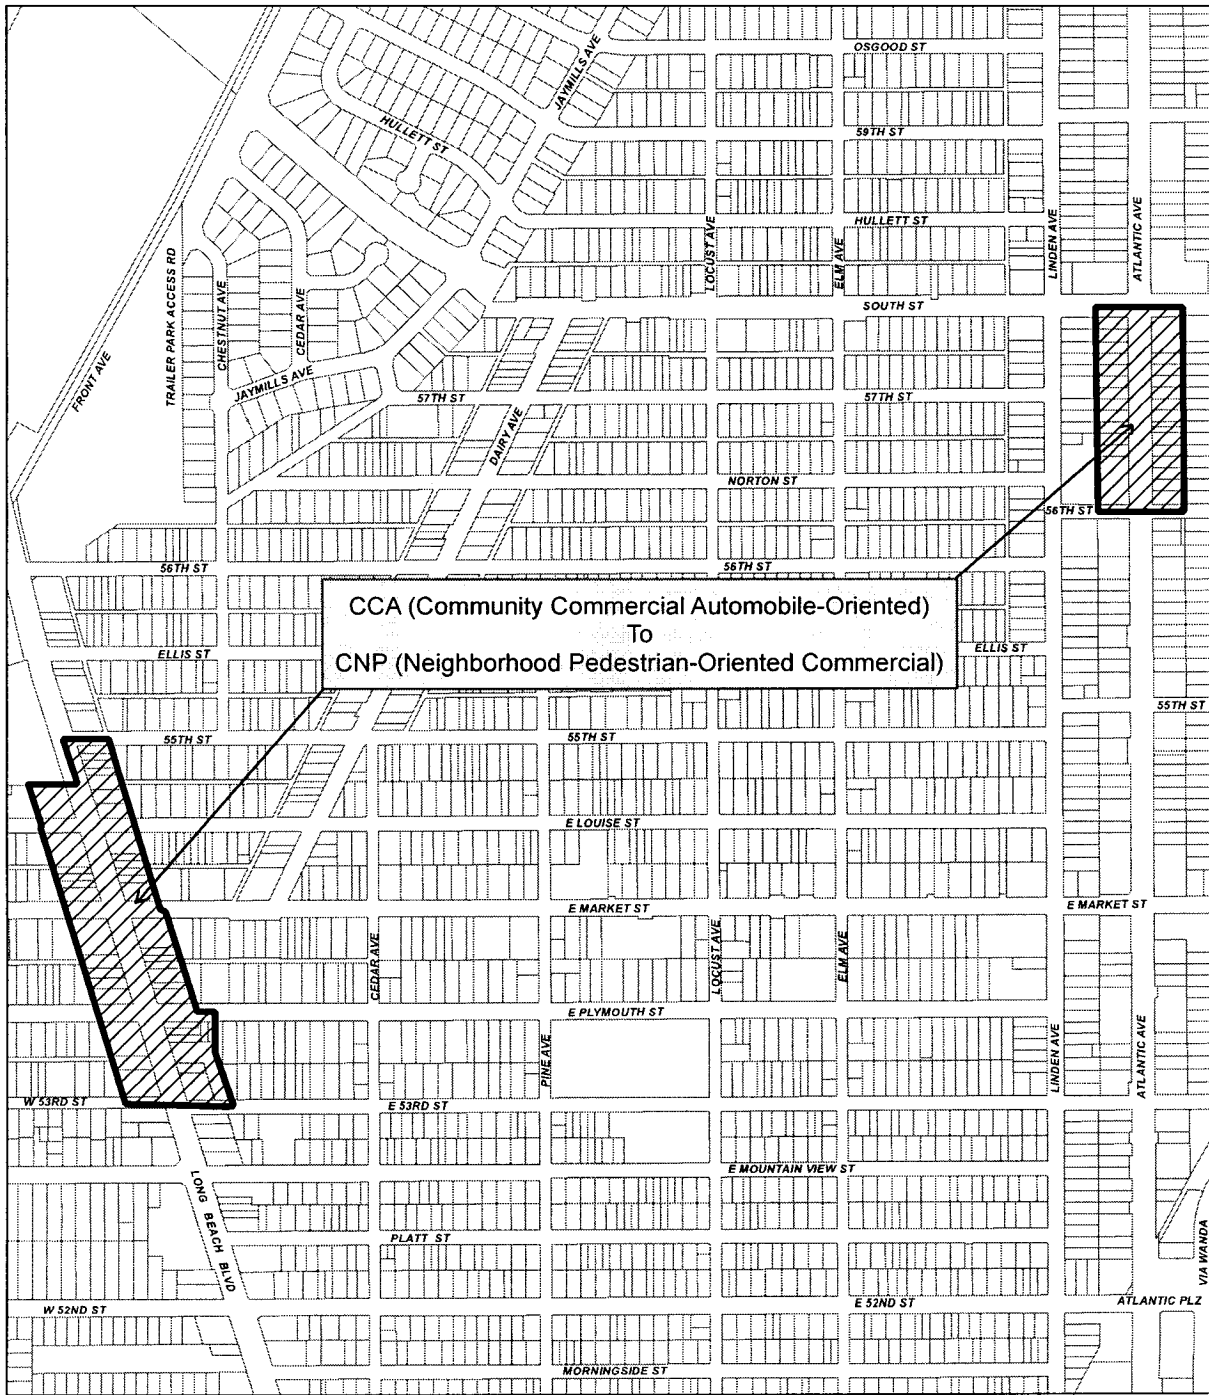 OSGOOD ST
JAYMILLS AVE
HULLETT ST
59TH ST
HULLETT ST
LOCUST AVE
ELM AVE
LINDEN AVE
ATLANTIC AVE
TRAILER PARK ACCESS RD
CHESTNUT AVE
CEDAR AVE
SOUTH ST
FRONT AVE
JAYMILLS AVE
57TH ST
57TH ST
DAIRY AVE
NORTON ST
56TH ST
56TH ST
56TH ST
CCA (Community Commercial Automobile-Oriented)
To
CNP (Neighborhood Pedestrian-Oriented Commercial)
ELLIS ST
ELLIS ST
55TH ST
55TH ST
55TH ST
E LOUISE ST
E MARKET ST
E MARKET ST
CEDAR AVE
LOCUST AVE
ELM AVE
E PLYMOUTH ST
PINE AVE
LINDEN AVE
ATLANTIC AVE
W 53RD ST
E 53RD ST
E MOUNTAIN VIEW ST
LONG BEACH BLVD
PLATT ST
VIA WANDA
W 52ND ST
E 52ND ST
ATLANTIC PLZ
MORNINGSIDE ST